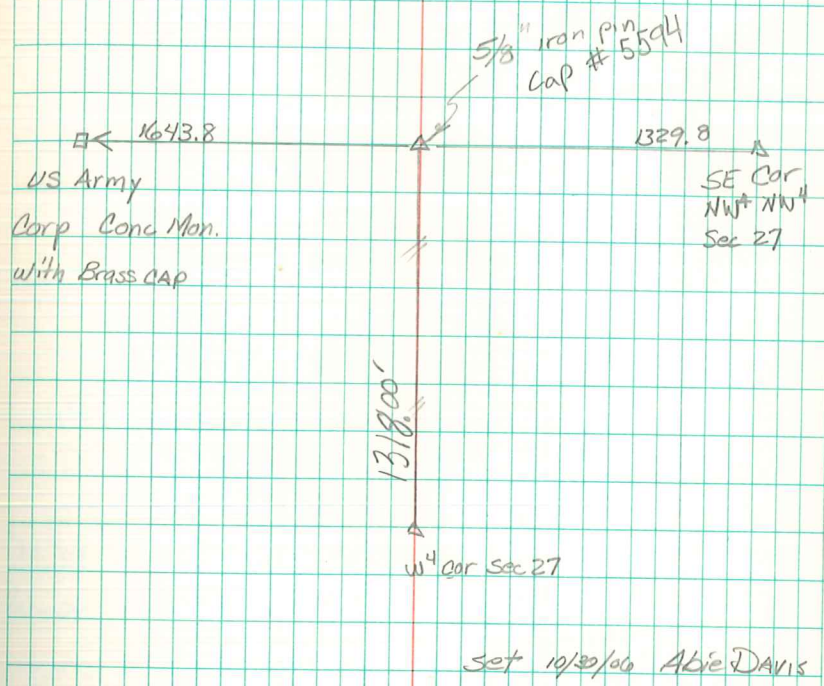 5/8" iron pin
Cap # 5594
1643.8
1329.8
US Army
Corp Conc Mon.
with Brass CAP
SE Cor
NW⁴ NW⁴
Sec 27
1318.00'
W⁴ Cor Sec 27
Set 10/30/06 Abie DAVIS